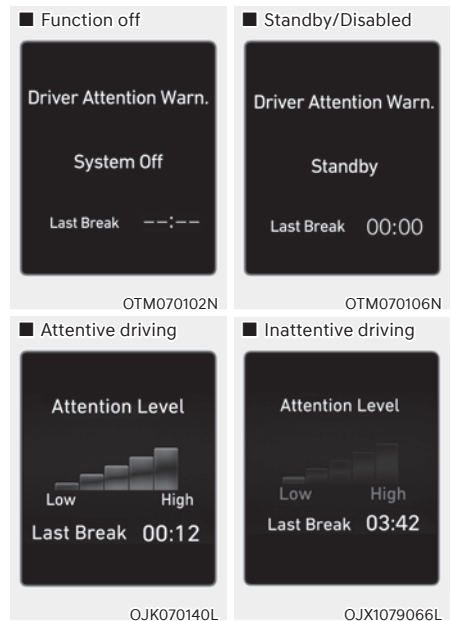 ■ Function off
Driver Attention Warn.
System Off
Last Break --:--
OTM070102N
■ Standby/Disabled
Driver Attention Warn.
Standby
Last Break 00:00
OTM070106N
■ Attentive driving
Attention Level
Low High
Last Break 00:12
OJK070140L
■ Inattentive driving
Attention Level
Low High
Last Break 03:42
OJX1079066L